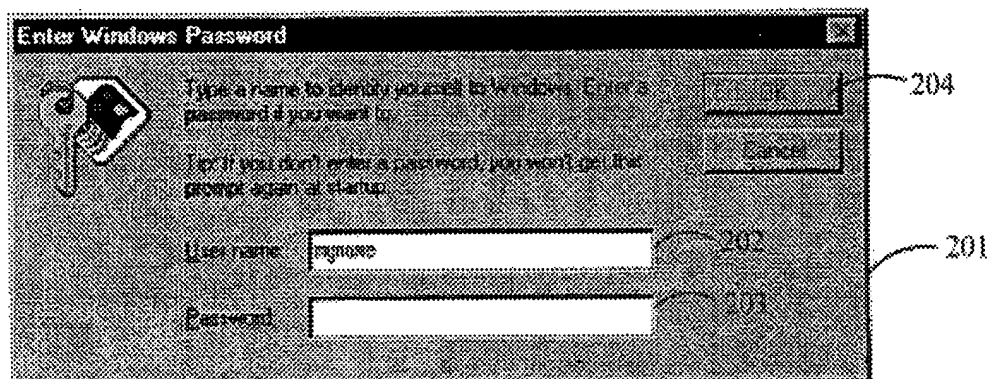 Enter Windows Password
Type a name to identify yourself to Windows. Enter a
password if you want to.
204
Tip: If you don't enter a password, you won't get this
prompt again at startup.
Cancel
User name:
202
201
Password:
203